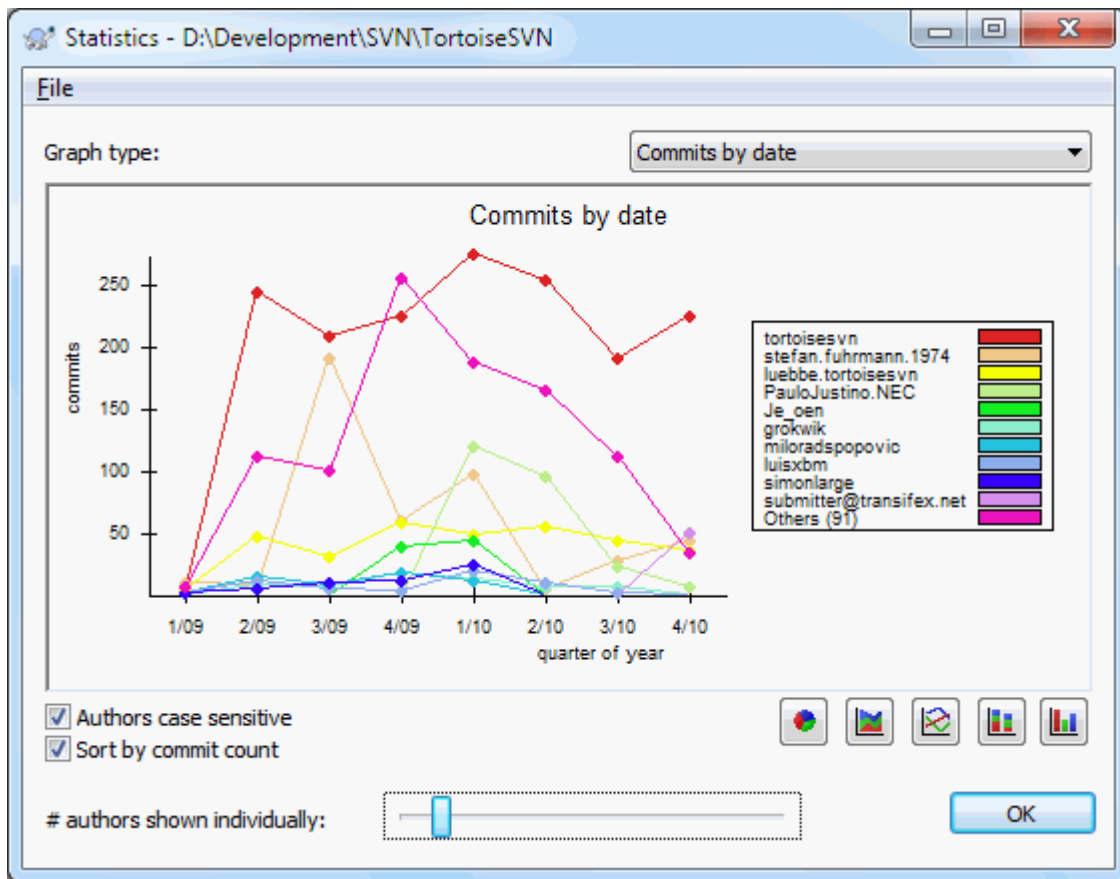 Statistics - D:\Development\SVN\TortoiseSVN
File
Graph type:
Commits by date
Commits by date
commits
250
200
150
100
50
1/09 2/09 3/09 4/09 1/10 2/10 3/10 4/10
quarter of year
tortoisesvn
stefan.fuhrmann.1974
luebbe.tortoisesvn
PauloJustino.NEC
Je_oen
grokwik
miloradspopovic
luisxbm
simonlarge
submitter@transifex.net
Others (91)
Authors case sensitive
Sort by commit count
# authors shown individually:
OK